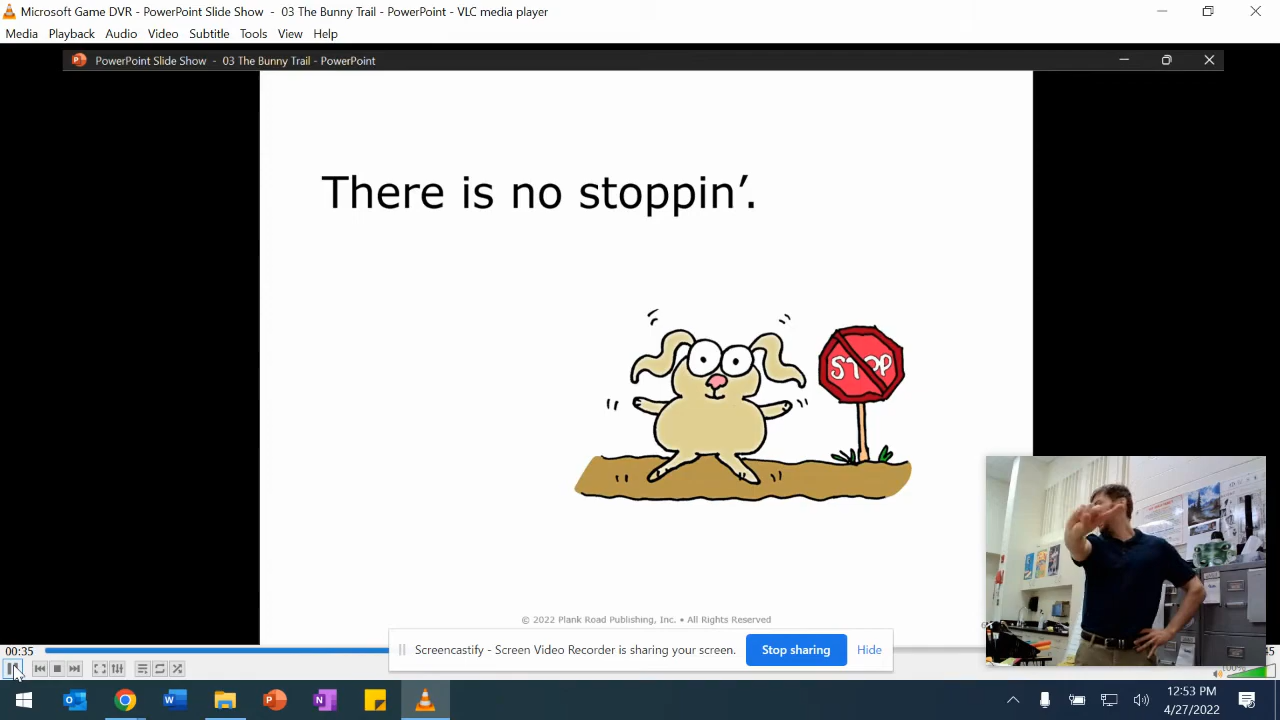 Microsoft Game DVR - PowerPoint Slide Show - 03 The Bunny Trail - PowerPoint - VLC media player
Media Playback Audio Video Subtitle Tools View Help
PowerPoint Slide Show - 03 The Bunny Trail - PowerPoint
There is no stoppin’.
STOP
© 2022 Plank Road Publishing, Inc. • All Rights Reserved
Screencastify - Screen Video Recorder is sharing your screen. Stop sharing Hide
00:35
100%
12:53 PM
4/27/2022